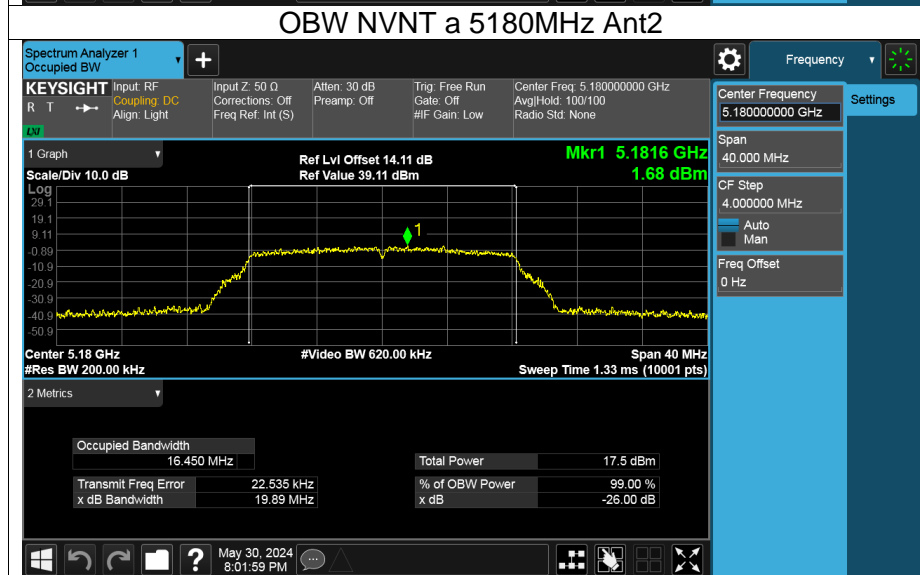 OBW NVNT a 5180MHz Ant2
Spectrum Analyzer 1
Occupied BW
+
Frequency
KEYSIGHT
R T
LXI
Input: RF
Coupling: DC
Align: Light
Input Z: 50 Ω
Corrections: Off
Freq Ref: Int (S)
Atten: 30 dB
Preamp: Off
Trig: Free Run
Gate: Off
#IF Gain: Low
Center Freq: 5.180000000 GHz
Avg|Hold: 100/100
Radio Std: None
Center Frequency
5.180000000 GHz
Settings
Span
40.000 MHz
CF Step
4.000000 MHz
Auto
Man
Freq Offset
0 Hz
1 Graph
Scale/Div 10.0 dB
Ref Lvl Offset 14.11 dB
Ref Value 39.11 dBm
Mkr1 5.1816 GHz
1.68 dBm
Log
29.1
19.1
9.11
-0.89
-10.9
-20.9
-30.9
-40.9
-50.9
1
Center 5.18 GHz
#Video BW 620.00 kHz
Span 40 MHz
#Res BW 200.00 kHz
Sweep Time 1.33 ms (10001 pts)
2 Metrics
Occupied Bandwidth
16.450 MHz
Total Power 17.5 dBm
Transmit Freq Error 22.535 kHz
% of OBW Power 99.00 %
x dB Bandwidth 19.89 MHz
x dB -26.00 dB
?
May 30, 2024
8:01:59 PM